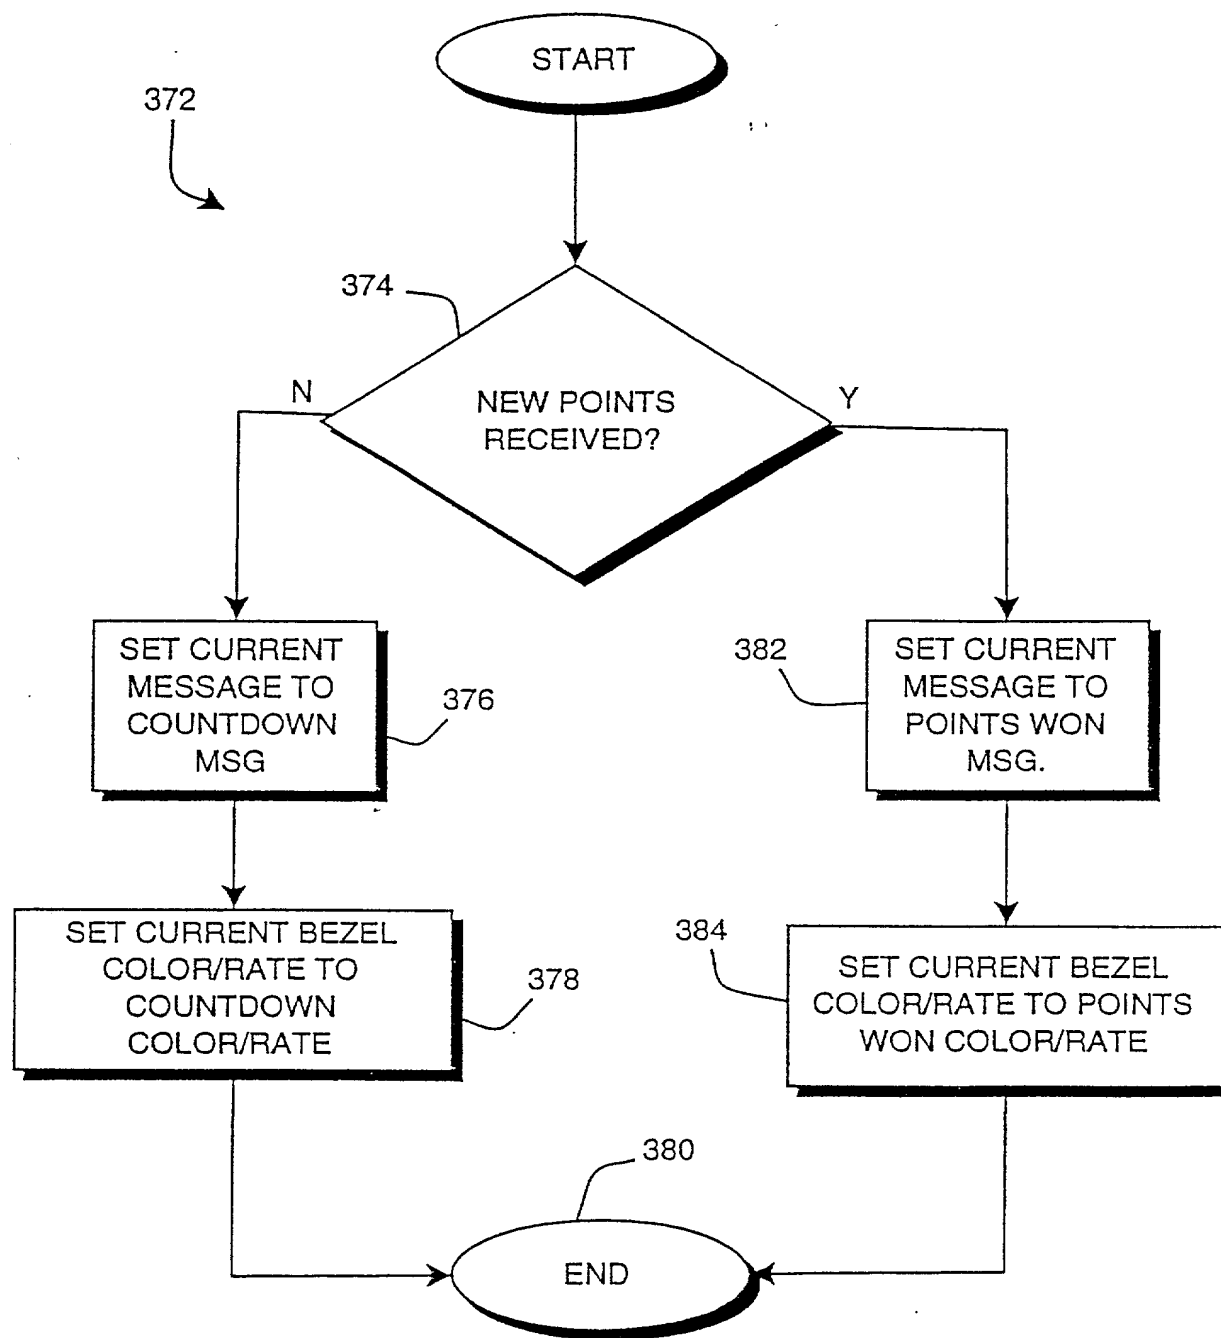 START
372
374
N
NEW POINTS
RECEIVED?
Y
SET CURRENT
MESSAGE TO
COUNTDOWN
MSG
376
382
SET CURRENT
MESSAGE TO
POINTS WON
MSG.
SET CURRENT BEZEL
COLOR/RATE TO
COUNTDOWN
COLOR/RATE
378
384
SET CURRENT BEZEL
COLOR/RATE TO POINTS
WON COLOR/RATE
380
END